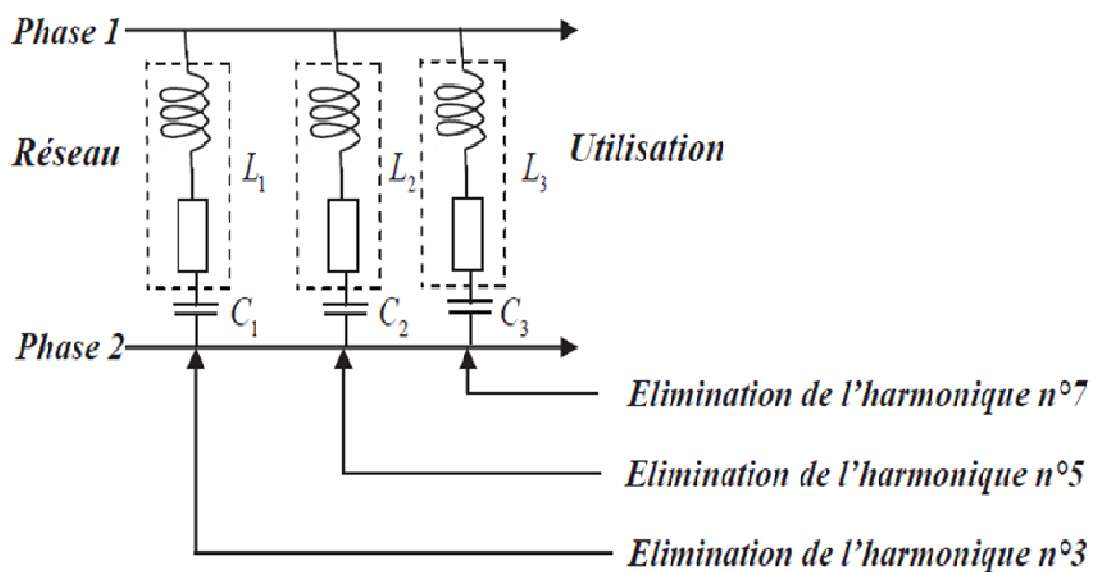 Phase 1
Réseau
L1
L2
L3
Utilisation
C1
C2
C3
Phase 2
Elimination de l'harmonique n°7
Elimination de l'harmonique n°5
Elimination de l'harmonique n°3